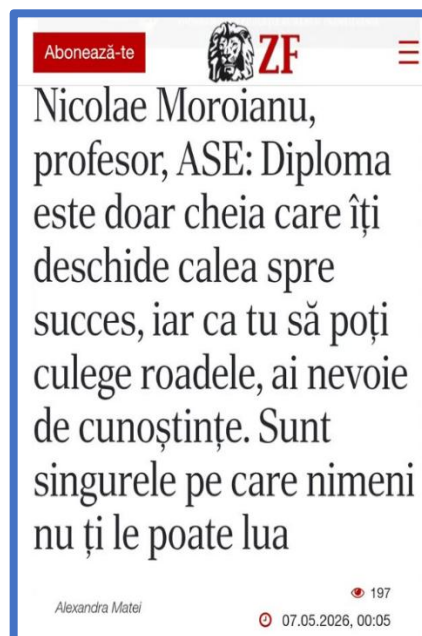 Abonează-te
ZF
Nicolae Moroianu,
profesor, ASE: Diploma
este doar cheia care îți
deschide calea spre
succes, iar ca tu să poți
culege roadele, ai nevoie
de cunoștințe. Sunt
singurele pe care nimeni
nu ți le poate lua
197
Alexandra Matei
07.05.2026, 00:05